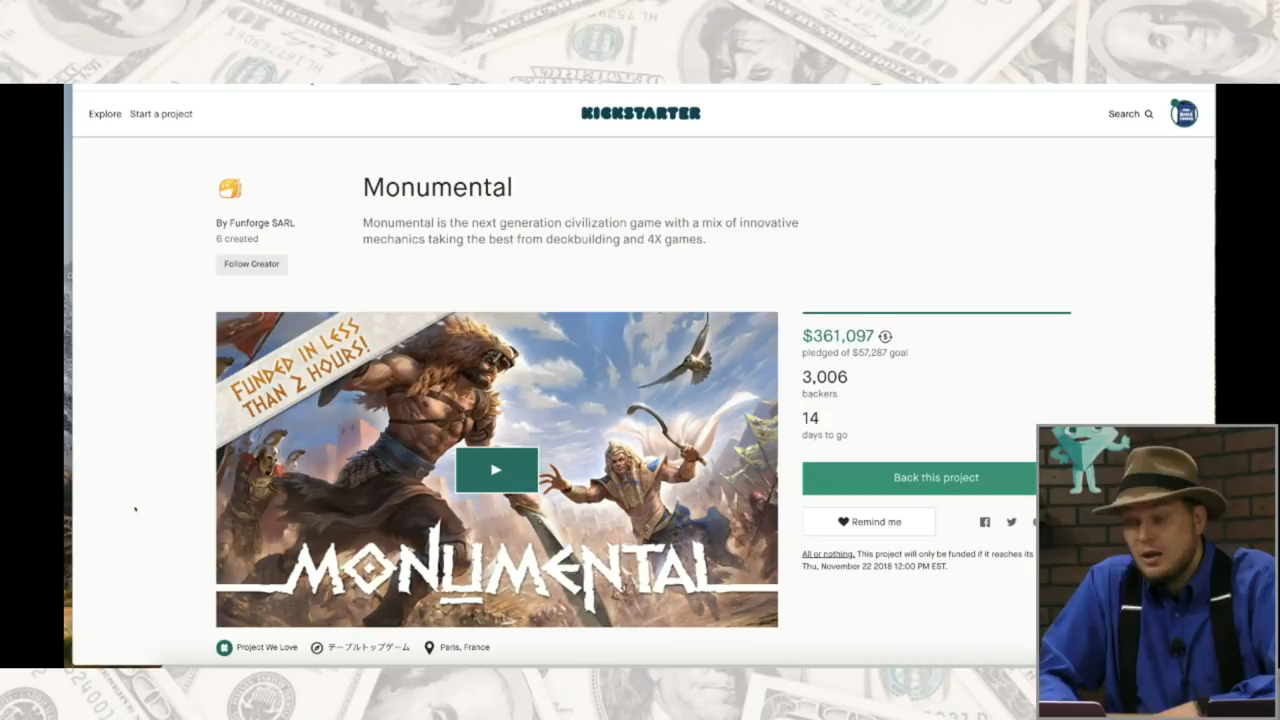 Explore Start a project
KICKSTARTER
Search
Monumental
By Funforge SARL
6 created
Follow Creator
Monumental is the next generation civilization game with a mix of innovative
mechanics taking the best from deckbuilding and 4X games.
FUNDED IN LESS
THAN 2 HOURS!
MONUMENTAL
$361,097
pledged of $57,287 goal
3,006
backers
14
days to go
Back this project
Remind me
All or nothing. This project will only be funded if it reaches its
Thu, November 22 2018 12:00 PM EST.
Project We Love
テーブルトップゲーム
Paris, France